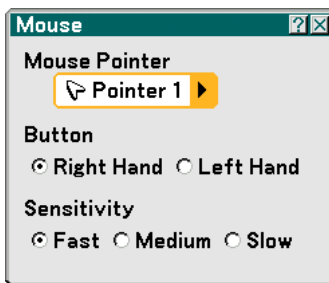 Mouse
Mouse Pointer
Pointer 1
Button
Right Hand Left Hand
Sensitivity
Fast Medium Slow